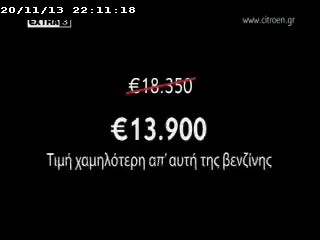 20/11/13 22:11:18
EXTRA 3
www.citroen.gr
€18.350
€13.900
Τιμή χαμηλότερη απ' αυτή της βενζίνης